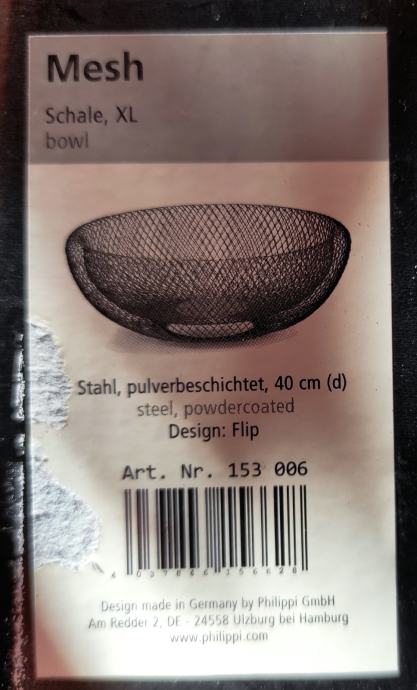 Mesh
Schale, XL
bowl
Stahl, pulverbeschichtet, 40 cm (d)
steel, powdercoated
Design: Flip
Art. Nr. 153 006
Design made in Germany by Philippi GmbH
Am Redder 2, DE - 24558 Ulzburg bei Hamburg
www.philippi.com